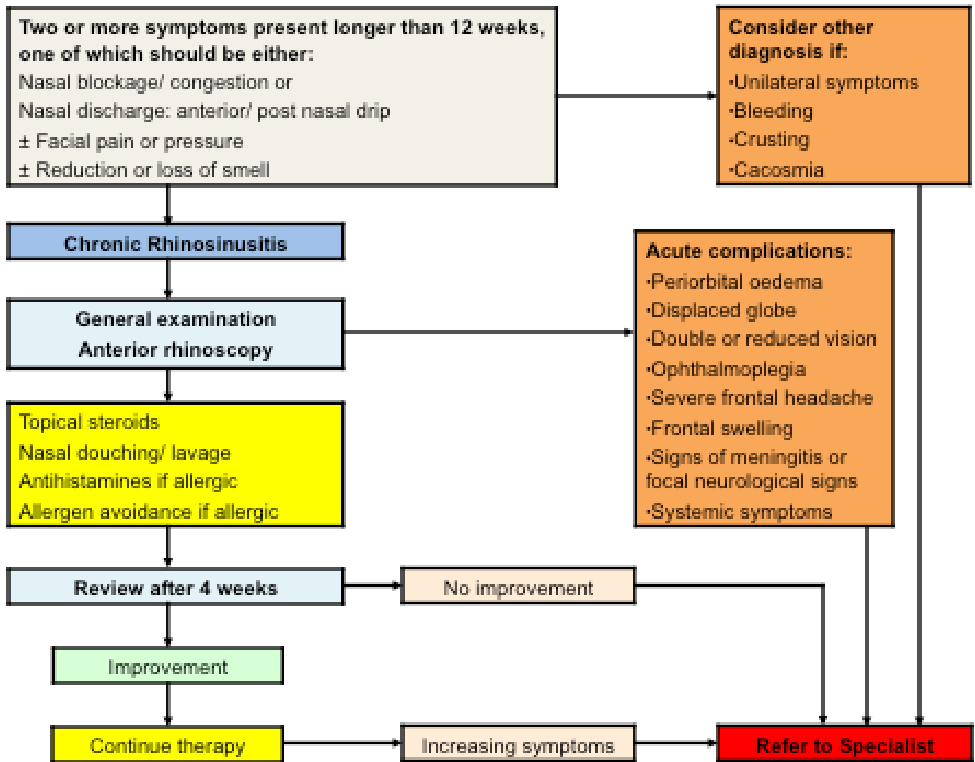 Two or more symptoms present longer than 12 weeks,
one of which should be either:
Nasal blockage/ congestion or
Nasal discharge: anterior/ post nasal drip
± Facial pain or pressure
± Reduction or loss of smell
Consider other
diagnosis if:
·Unilateral symptoms
·Bleeding
·Crusting
·Cacosmia
Chronic Rhinosinusitis
General examination
Anterior rhinoscopy
Acute complications:
·Periorbital oedema
·Displaced globe
·Double or reduced vision
·Ophthalmoplegia
·Severe frontal headache
·Frontal swelling
·Signs of meningitis or
focal neurological signs
·Systemic symptoms
Topical steroids
Nasal douching/ lavage
Antihistamines if allergic
Allergen avoidance if allergic
Review after 4 weeks
No improvement
Improvement
Continue therapy
Increasing symptoms
Refer to Specialist